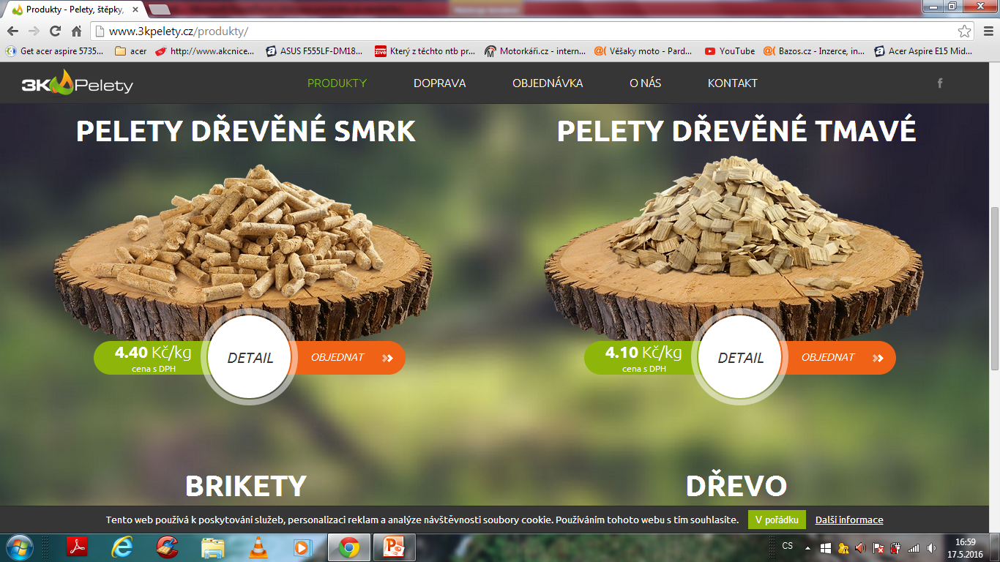 Produkty - Pelety, štěpky,
www.3kpelety.cz/produkty/
Get acer aspire 5735... acer http://www.akcnice... ASUS F555LF-DM18... Který z těchto ntb pr... Motorkáři.cz - intern... Věšaky moto - Pard... YouTube Bazos.cz - Inzerce, in... Acer Aspire E15 Mid...
3K Pelety PRODUKTY DOPRAVA OBJEDNÁVKA O NÁS KONTAKT f
PELETY DŘEVĚNÉ SMRK
4.40 Kč/kg
cena s DPH
DETAIL
OBJEDNAT
PELETY DŘEVĚNÉ TMAVÉ
4.10 Kč/kg
cena s DPH
DETAIL
OBJEDNAT
BRIKETY
DŘEVO
Tento web používá k poskytování služeb, personalizaci reklam a analýze návštěvnosti soubory cookie. Používáním tohoto webu s tím souhlasíte. V pořádku Další informace
CS
16:59
17.5.2016